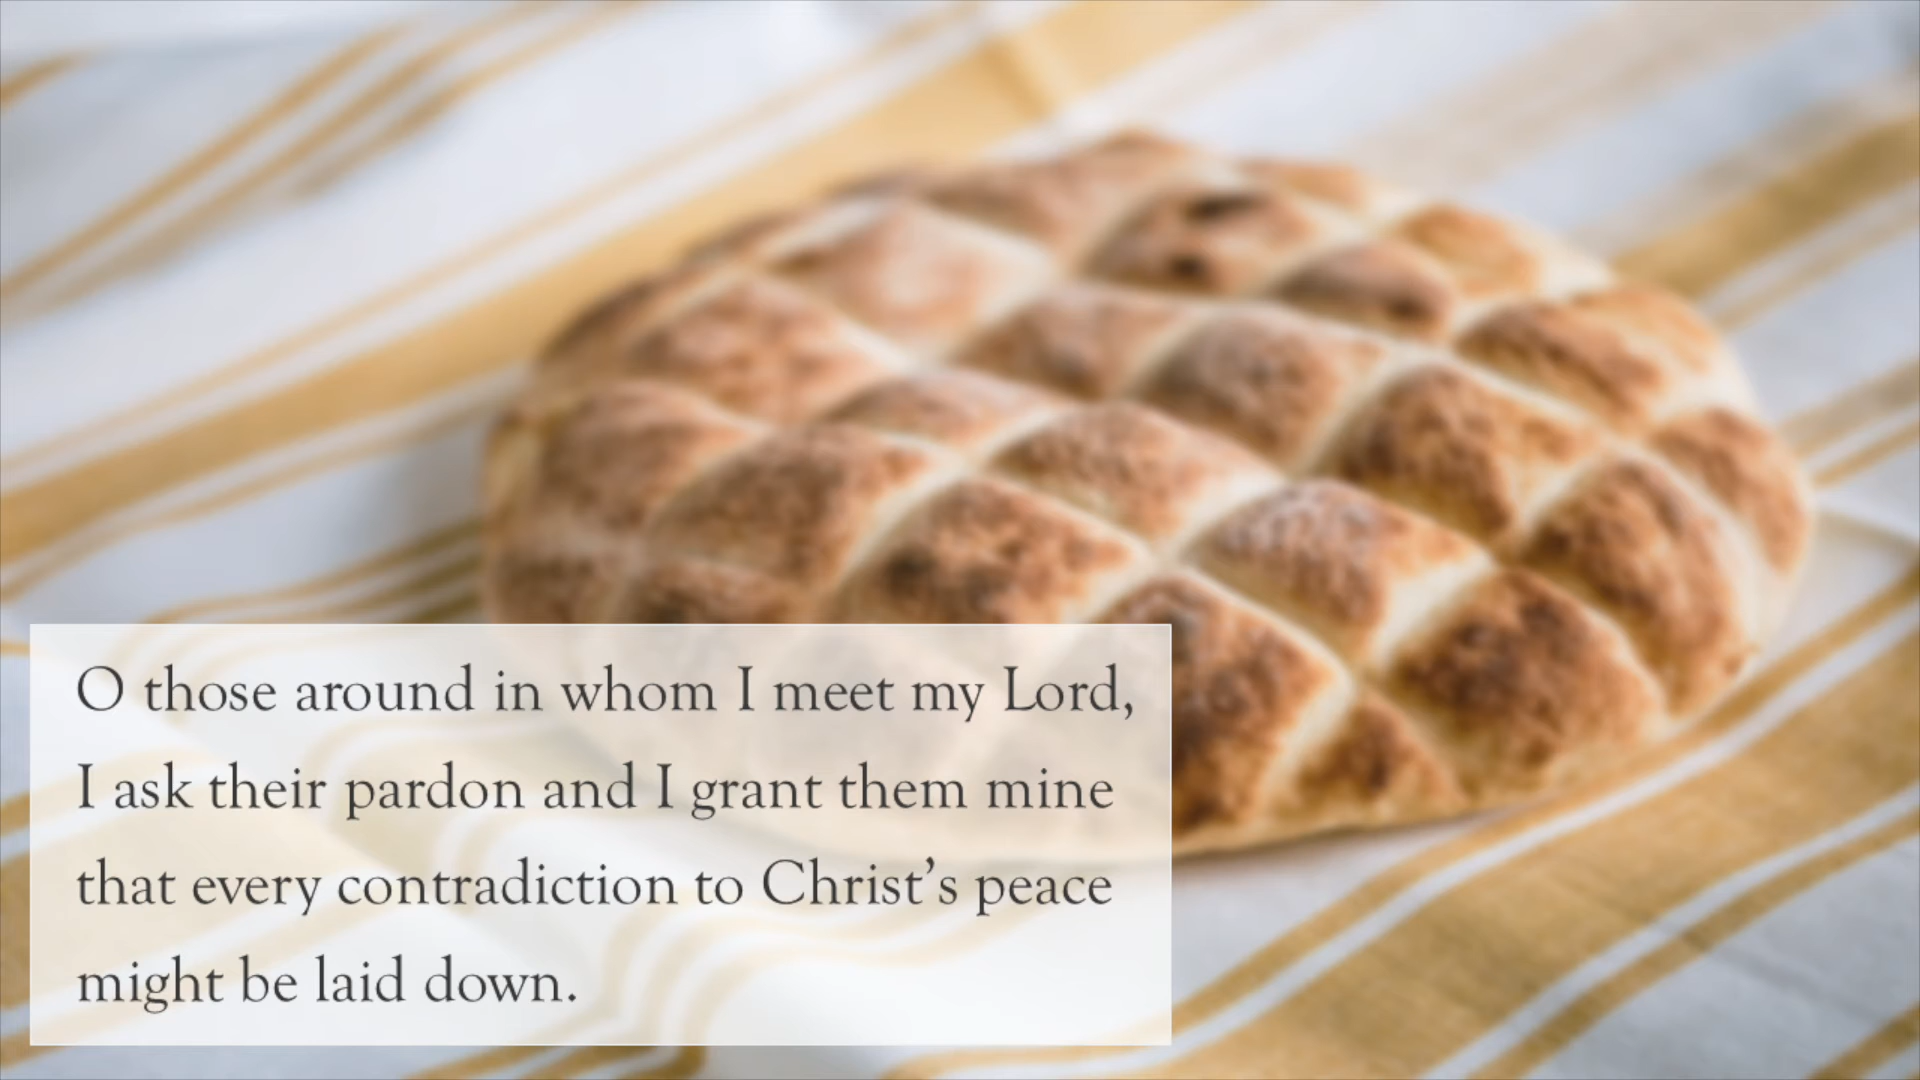 O those around in whom I meet my Lord,
I ask their pardon and I grant them mine
that every contradiction to Christ’s peace
might be laid down.